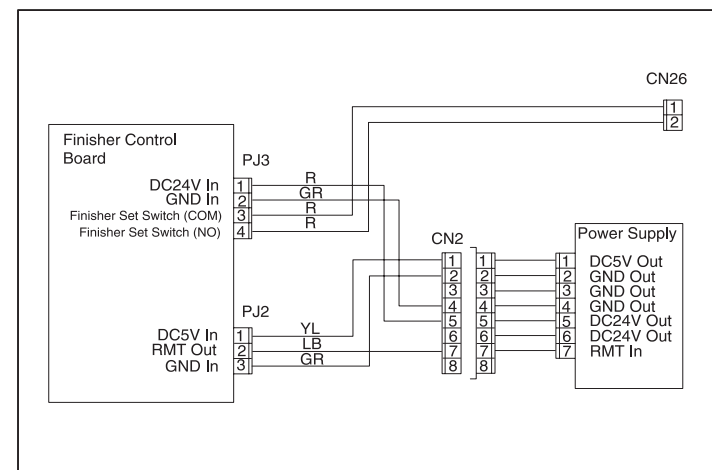 CN26
1
2
Finisher Control
Board
PJ3
DC24V In 1 R
GND In 2 GR
Finisher Set Switch (COM) 3 R
Finisher Set Switch (NO) 4 R
CN2
Power Supply
1 1 1 DC5V Out
2 2 2 GND Out
3 3 3 GND Out
4 4 4 GND Out
5 5 5 DC24V Out
6 6 6 DC24V Out
7 7 7 RMT In
8 8
PJ2
DC5V In 1 YL
RMT Out 2 LB
GND In 3 GR